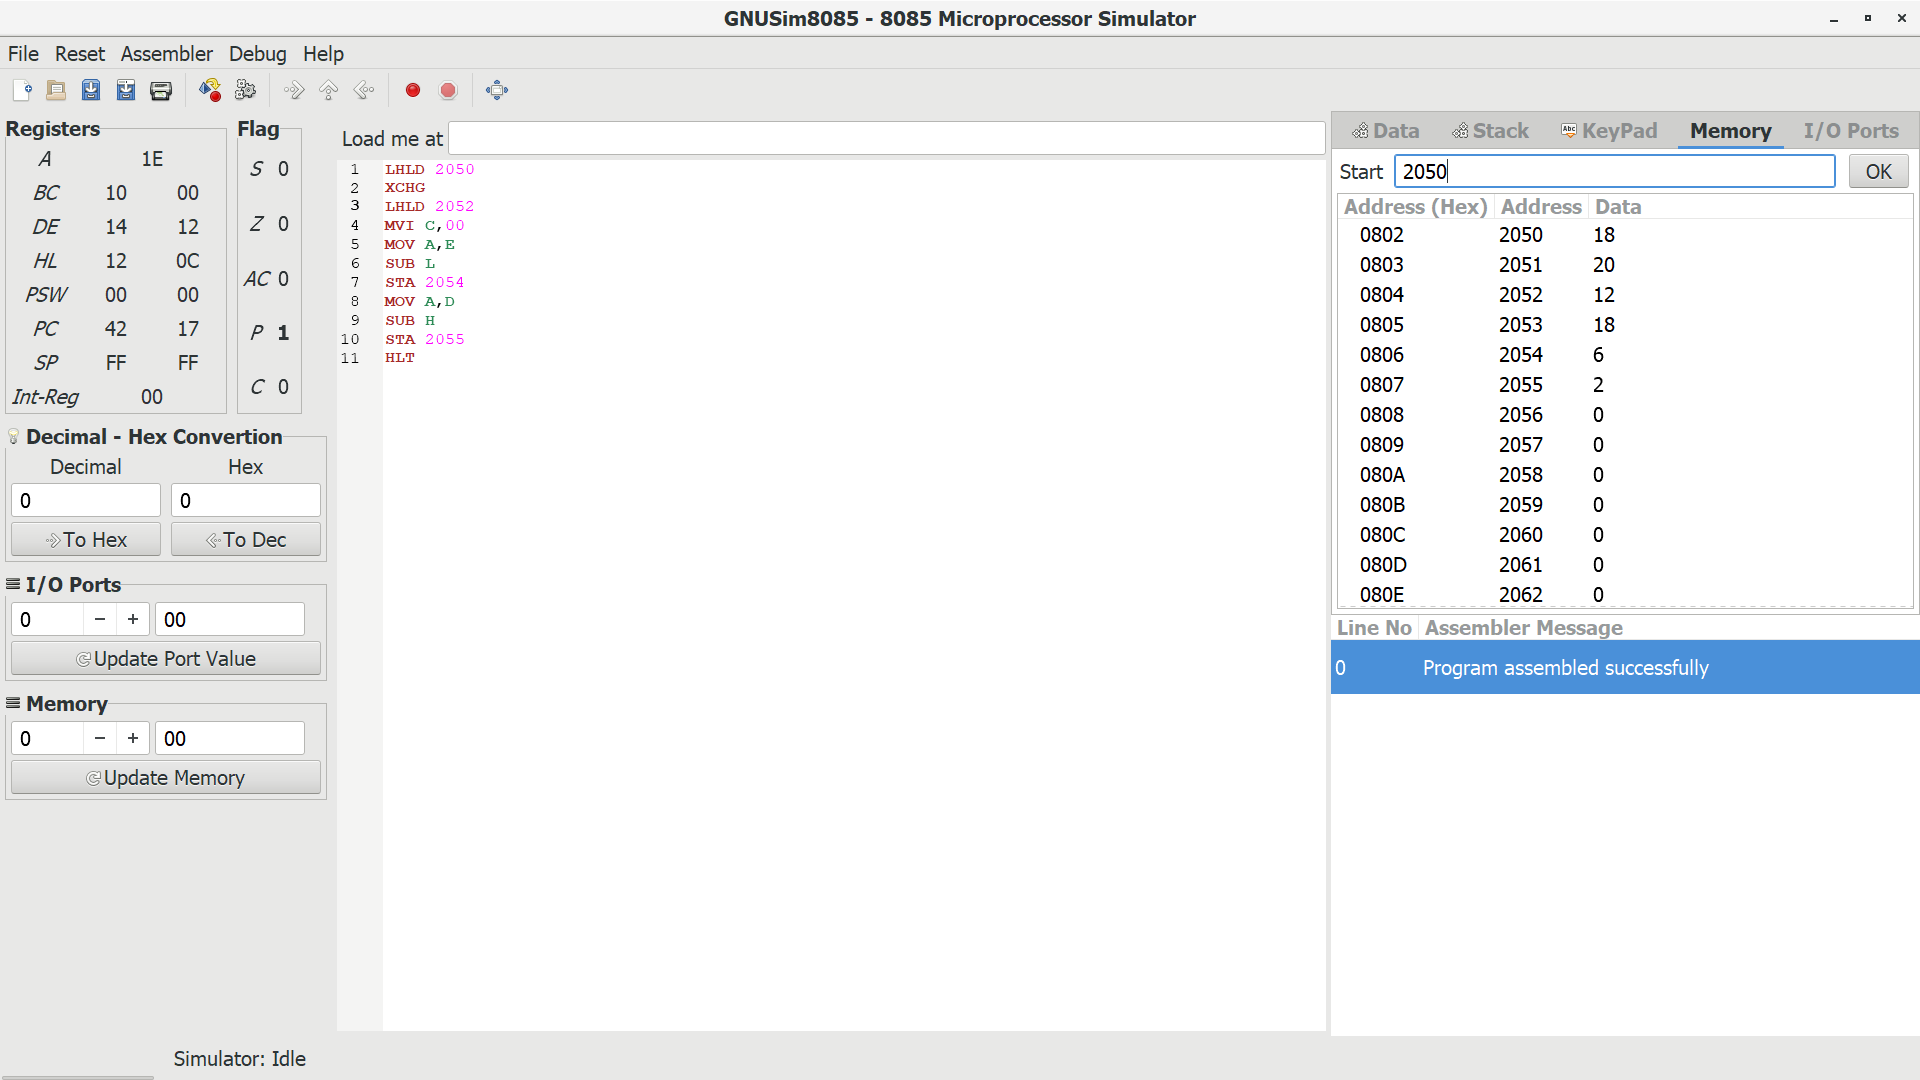 GNUSim8085 - 8085 Microprocessor Simulator
File Reset Assembler Debug Help
Registers
A 1E
BC 10 00
DE 14 12
HL 12 0C
PSW 00 00
PC 42 17
SP FF FF
Int-Reg 00
Flag
S 0
Z 0
AC 0
P 1
C 0
Decimal - Hex Convertion
Decimal Hex
0 0
To Hex To Dec
I/O Ports
0 − + 00
Update Port Value
Memory
0 − + 00
Update Memory
Load me at
1 LHLD 2050
2 XCHG
3 LHLD 2052
4 MVI C,00
5 MOV A,E
6 SUB L
7 STA 2054
8 MOV A,D
9 SUB H
10 STA 2055
11 HLT
Data Stack Abc KeyPad Memory I/O Ports
Start 2050 OK
Address (Hex) Address Data
0802 2050 18
0803 2051 20
0804 2052 12
0805 2053 18
0806 2054 6
0807 2055 2
0808 2056 0
0809 2057 0
080A 2058 0
080B 2059 0
080C 2060 0
080D 2061 0
080E 2062 0
Line No Assembler Message
0 Program assembled successfully
Simulator: Idle